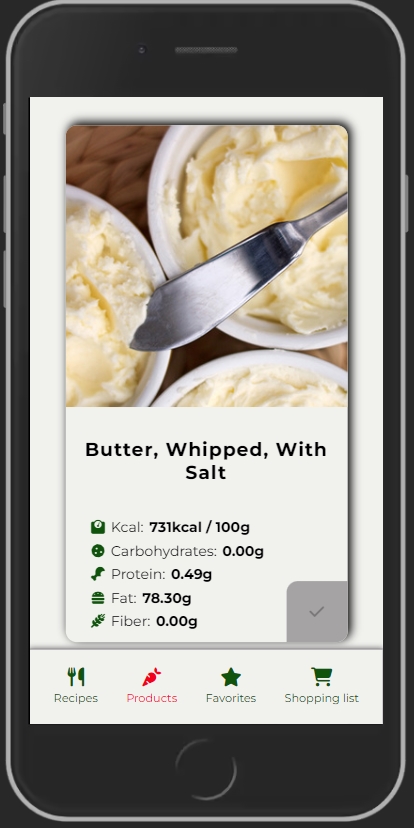 Butter, Whipped, With
Salt
Kcal: 731kcal / 100g
Carbohydrates: 0.00g
Protein: 0.49g
Fat: 78.30g
Fiber: 0.00g
Recipes Products Favorites Shopping list